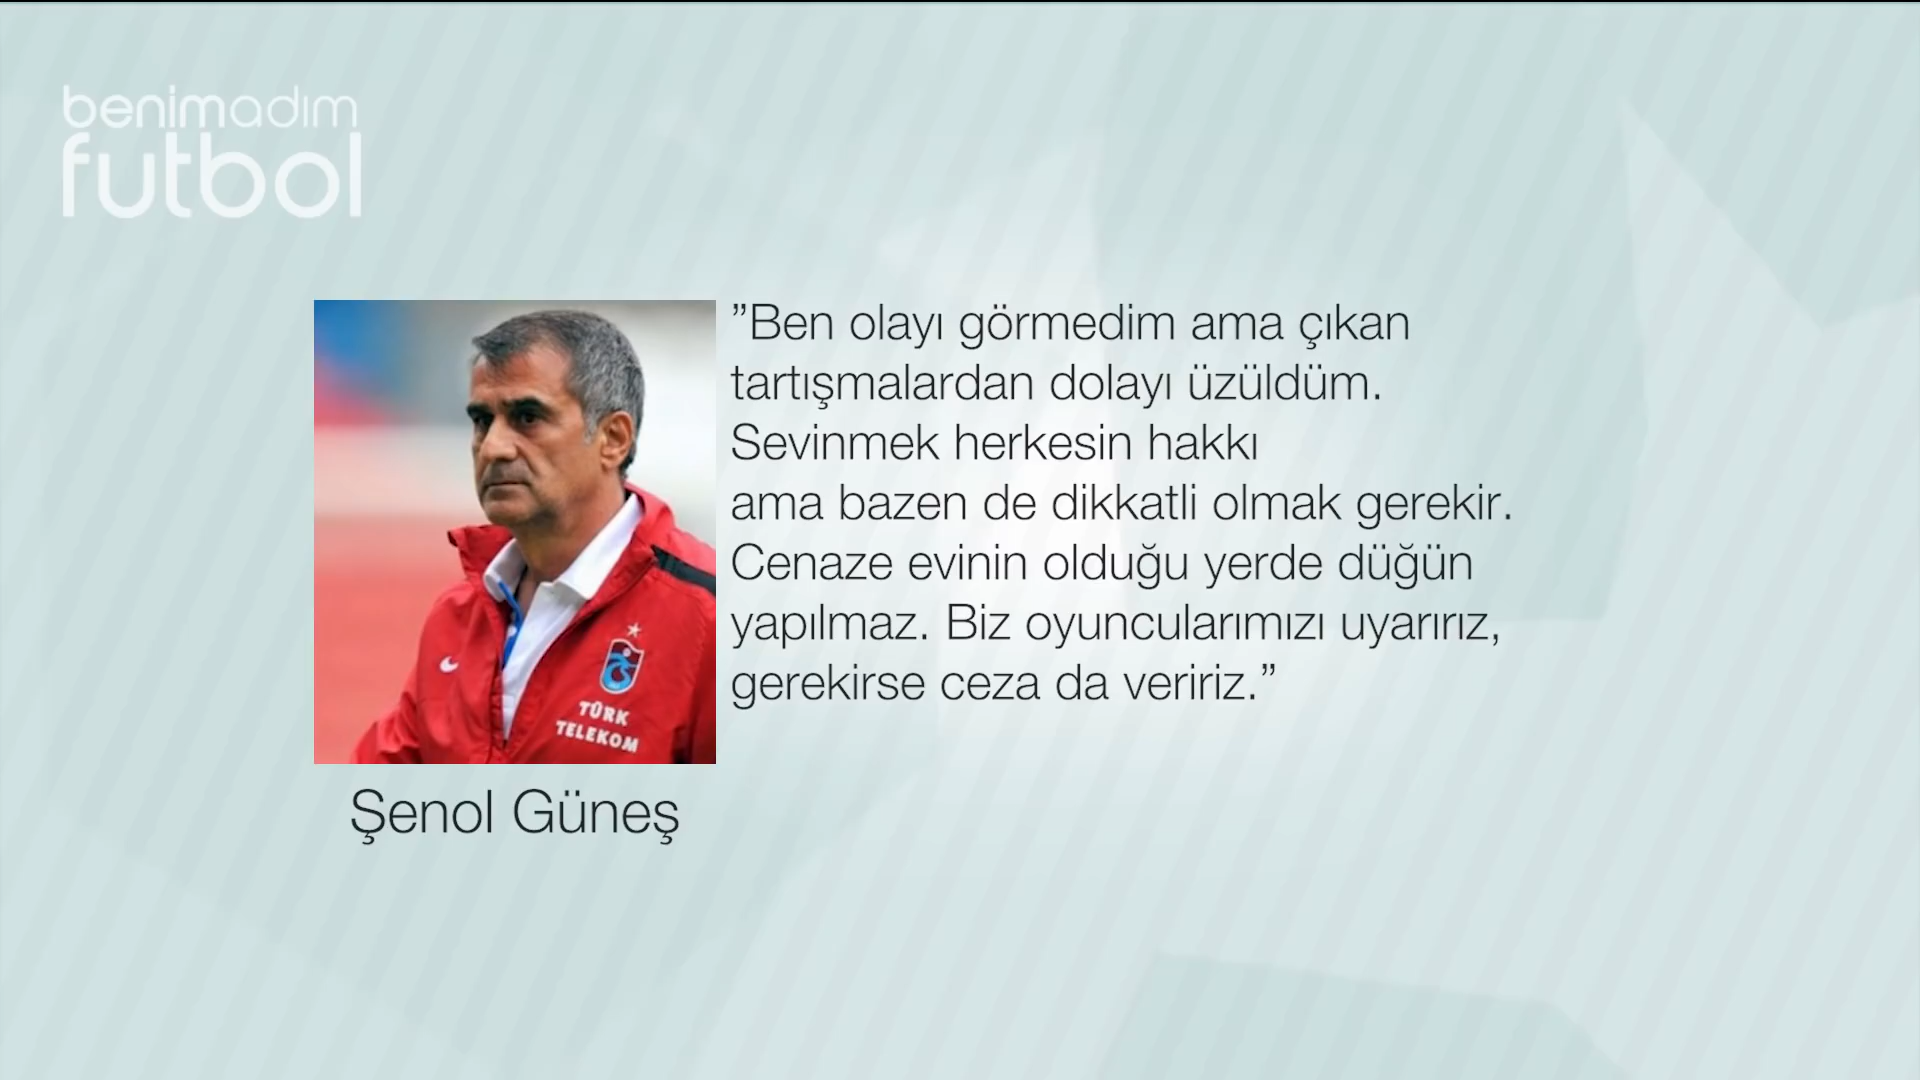 benimadım
futbol
”Ben olayı görmedim ama çıkan
tartışmalardan dolayı üzüldüm.
Sevinmek herkesin hakkı
ama bazen de dikkatli olmak gerekir.
Cenaze evinin olduğu yerde düğün
yapılmaz. Biz oyuncularımızı uyarırız,
gerekirse ceza da veririz.”
TÜRK
TELEKOM
Şenol Güneş